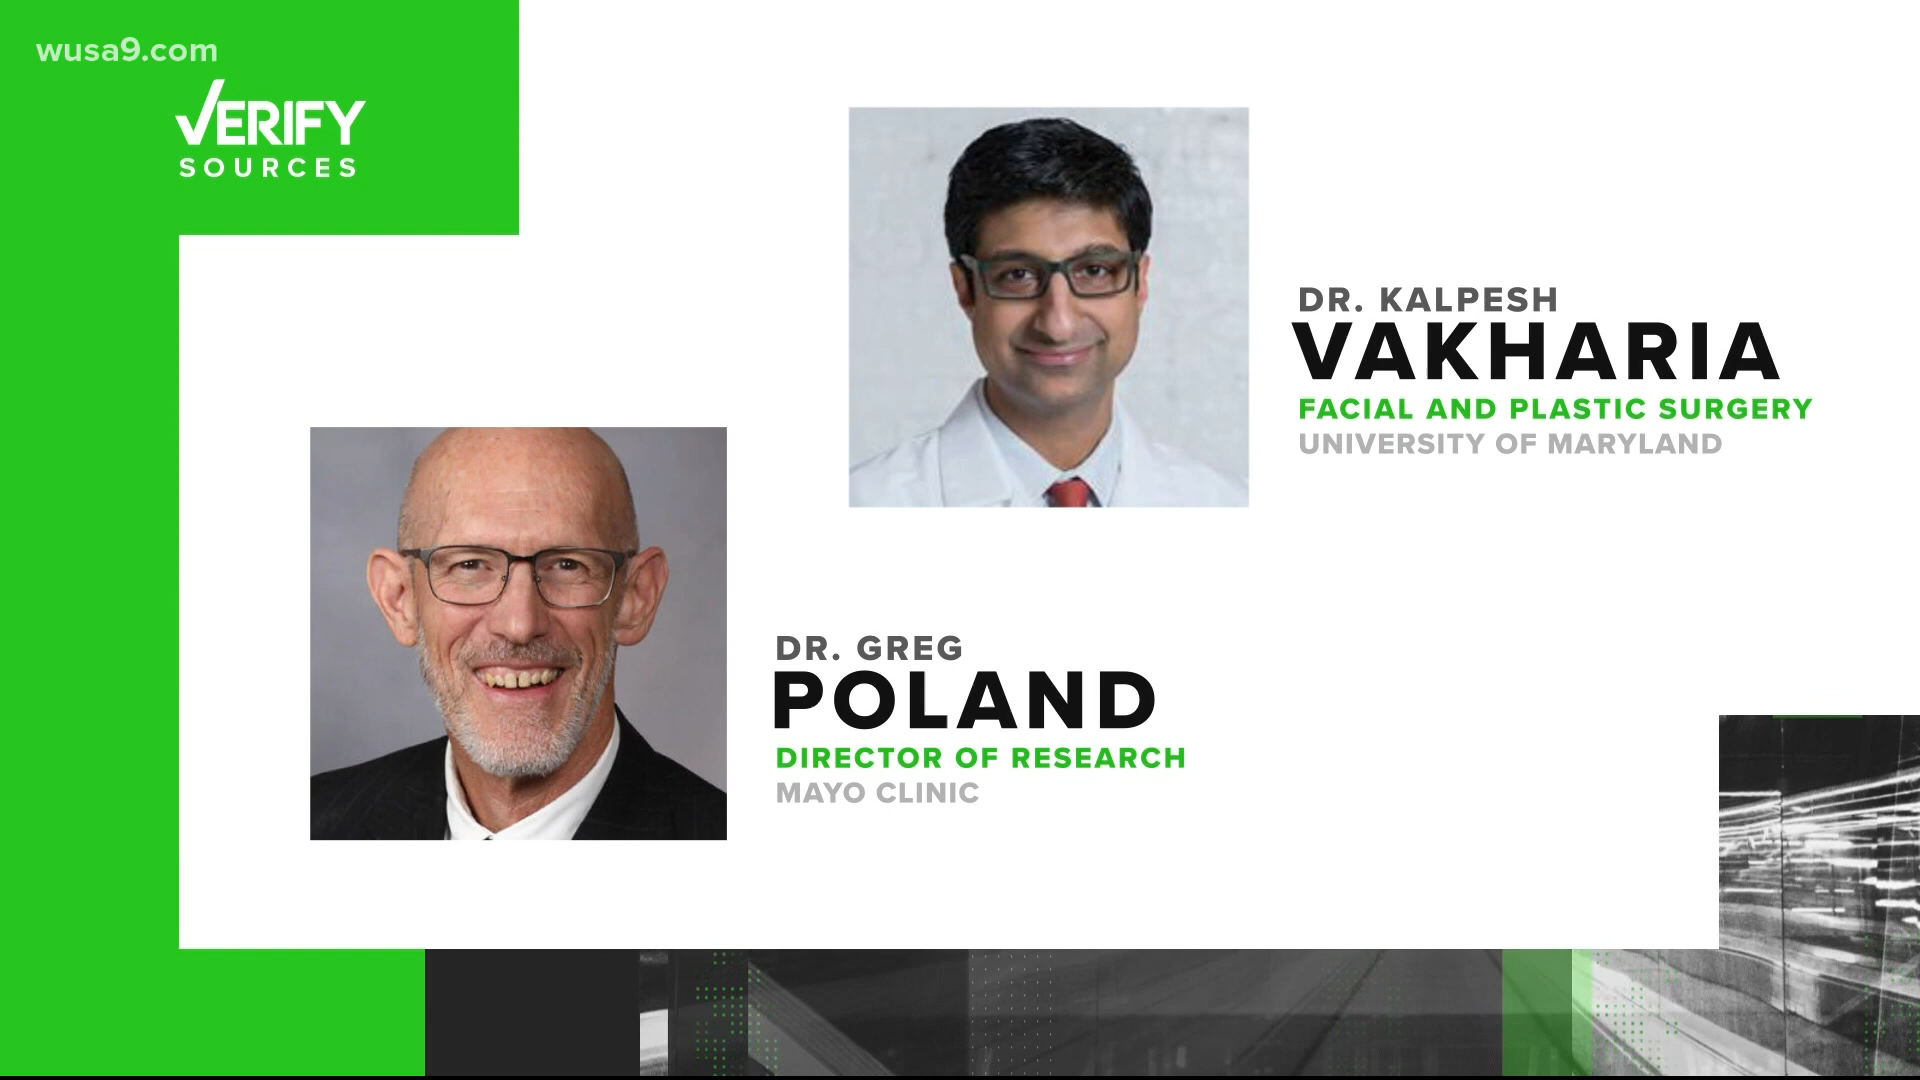 wusa9.com
VERIFY
SOURCES
DR. KALPESH
VAKHARIA
FACIAL AND PLASTIC SURGERY
UNIVERSITY OF MARYLAND
DR. GREG
POLAND
DIRECTOR OF RESEARCH
MAYO CLINIC